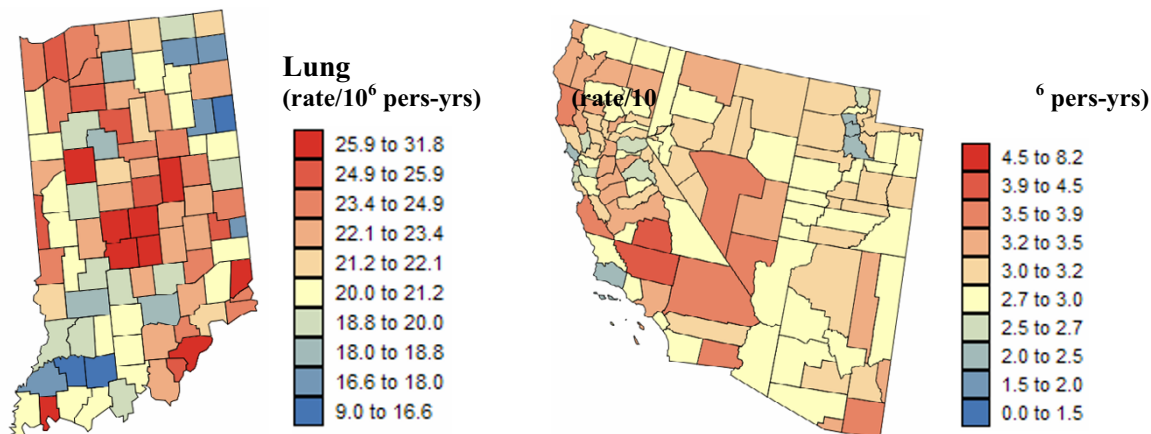 Lung
(rate/10⁶ pers-yrs)
25.9 to 31.8
24.9 to 25.9
23.4 to 24.9
22.1 to 23.4
21.2 to 22.1
20.0 to 21.2
18.8 to 20.0
18.0 to 18.8
16.6 to 18.0
9.0 to 16.6
(rate/10
⁶ pers-yrs)
4.5 to 8.2
3.9 to 4.5
3.5 to 3.9
3.2 to 3.5
3.0 to 3.2
2.7 to 3.0
2.5 to 2.7
2.0 to 2.5
1.5 to 2.0
0.0 to 1.5